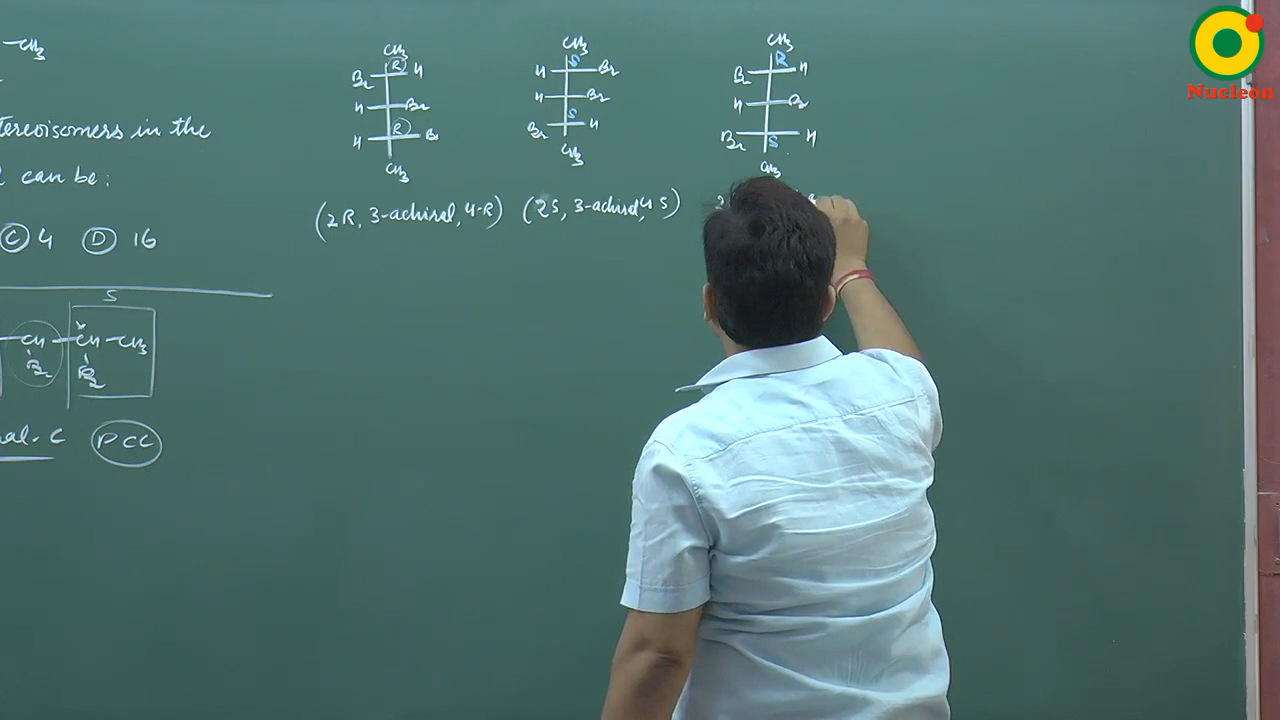 -CH3
tereoisomers in the
can be:
C 4 D 16
S
-CH-CH-CH3
Br Br
al. C PCC
CH3
R
Br H
H Br
R
H Br
CH3
(2R, 3-achiral, 4-R)
CH3
S
H Br
H Br
S
Br H
CH3
(2S, 3-achiral, 4S)
CH3
R
Br H
H Br
Br H
S
CH3
Nucleon